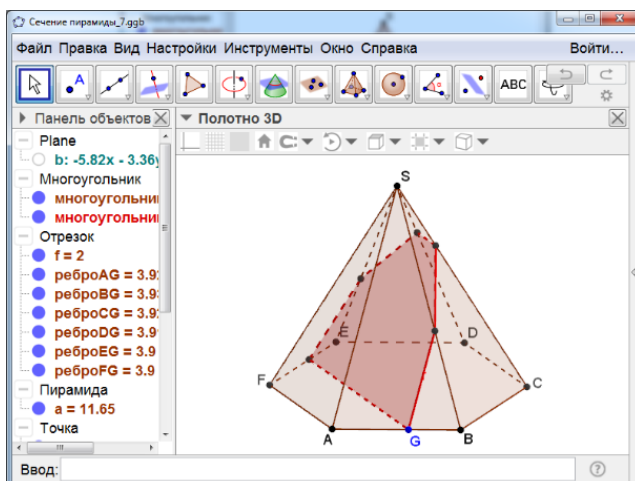 Сечение пирамиды_7.ggb
Файл Правка Вид Настройки Инструменты Окно Справка Войти...
A ABC
Панель объектов Полотно 3D
Plane
b: -5.82x - 3.36
Многоугольник
многоугольни
многоугольни
Отрезок
f = 2
реброAG = 3.9
реброBG = 3.9
реброCG = 3.9
реброDG = 3.9
реброEG = 3.9
реброFG = 3.9
Пирамида
a = 11.65
Точка
S
E D
F C
A G B
Ввод: